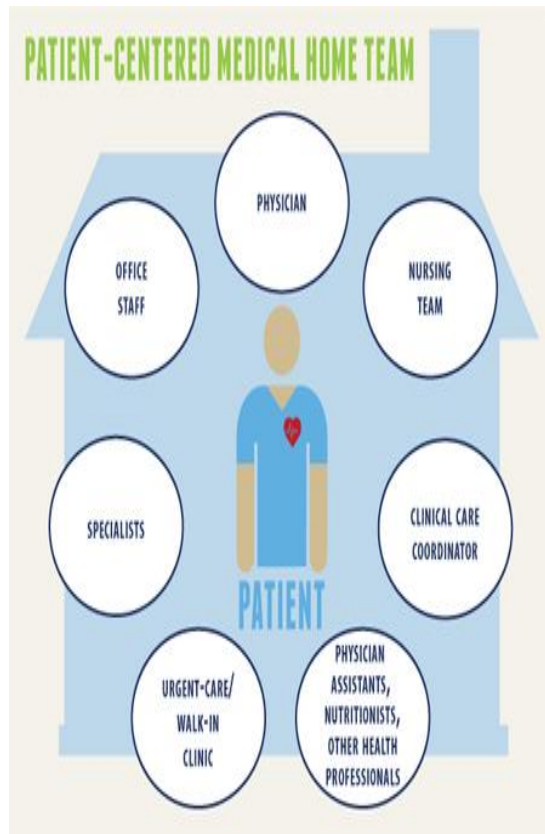 PATIENT-CENTERED MEDICAL HOME TEAM
PHYSICIAN
OFFICE
STAFF
NURSING
TEAM
SPECIALISTS
CLINICAL CARE
COORDINATOR
PATIENT
URGENT-CARE/
WALK-IN
CLINIC
PHYSICIAN
ASSISTANTS,
NUTRITIONISTS,
OTHER HEALTH
PROFESSIONALS